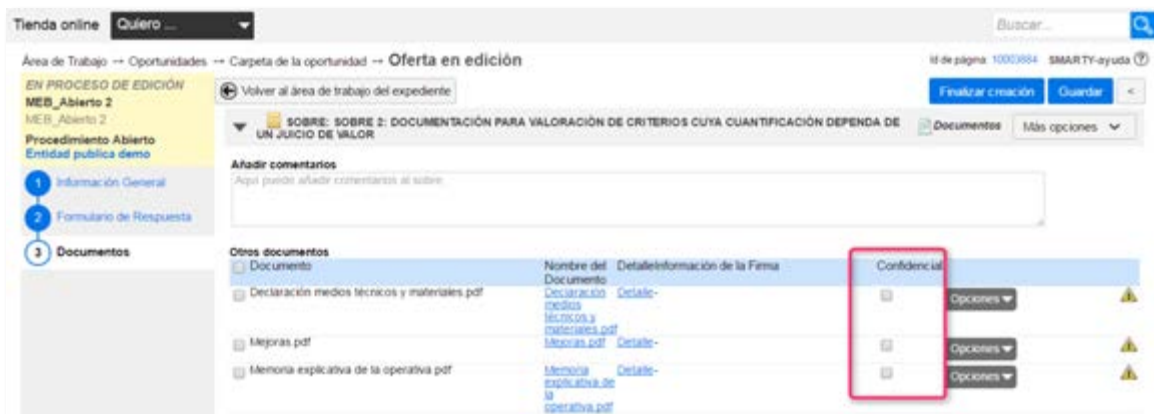 Tienda online Quiero ...
Buscar...
Área de Trabajo → Oportunidades → Carpeta de la oportunidad → Oferta en edición
Id de página: 10003884 SMARTY-ayuda ?
EN PROCESO DE EDICIÓN
MEB_Abierto 2
MEB_Abierto 2
Procedimiento Abierto
Entidad publica demo
1 Información General
2 Formulario de Respuesta
3 Documentos
Volver al área de trabajo del expediente
Finalizar creación Guardar <
SOBRE: SOBRE 2: DOCUMENTACIÓN PARA VALORACIÓN DE CRITERIOS CUYA CUANTIFICACIÓN DEPENDA DE
UN JUICIO DE VALOR
Documentos Más opciones
Añadir comentarios
Aquí puedo añadir comentarios al sobre.
Otros documentos
Documento Nombre del Detalle Información de la Firma Confidencial
Documento
Declaración medios técnicos y materiales.pdf Declaración Detalle - Opciones
medios
técnicos y
materiales.pdf
Mejoras.pdf Mejoras.pdf Detalle - Opciones
Memoria explicativa de la operativa.pdf Memoria Detalle - Opciones
explicativa de
la
operativa.pdf